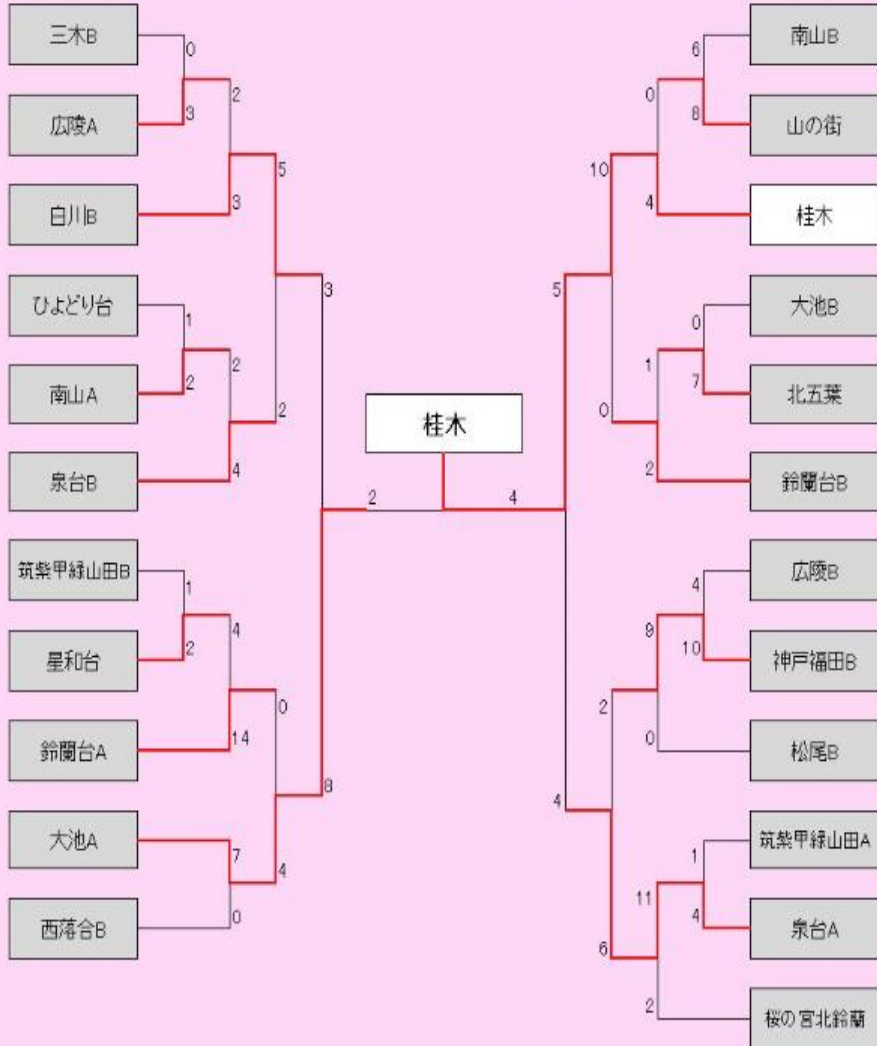 三木B
0
2
3
広陵A
5
白川B
3
3
ひよどり台
1
2
南山A
2
2
泉台B
4
筑紫甲緑山田B
1
4
星和台
2
0
鈴蘭台A
14
8
大池A
7
4
西落合B
0
桂木
2
4
南山B
6
0
8
山の街
10
4
桂木
5
大池B
0
1
7
北五葉
0
2
鈴蘭台B
広陵B
4
9
10
神戸福田B
2
0
松尾B
4
筑紫甲緑山田A
1
11
4
泉台A
6
2
桜の宮北鈴蘭